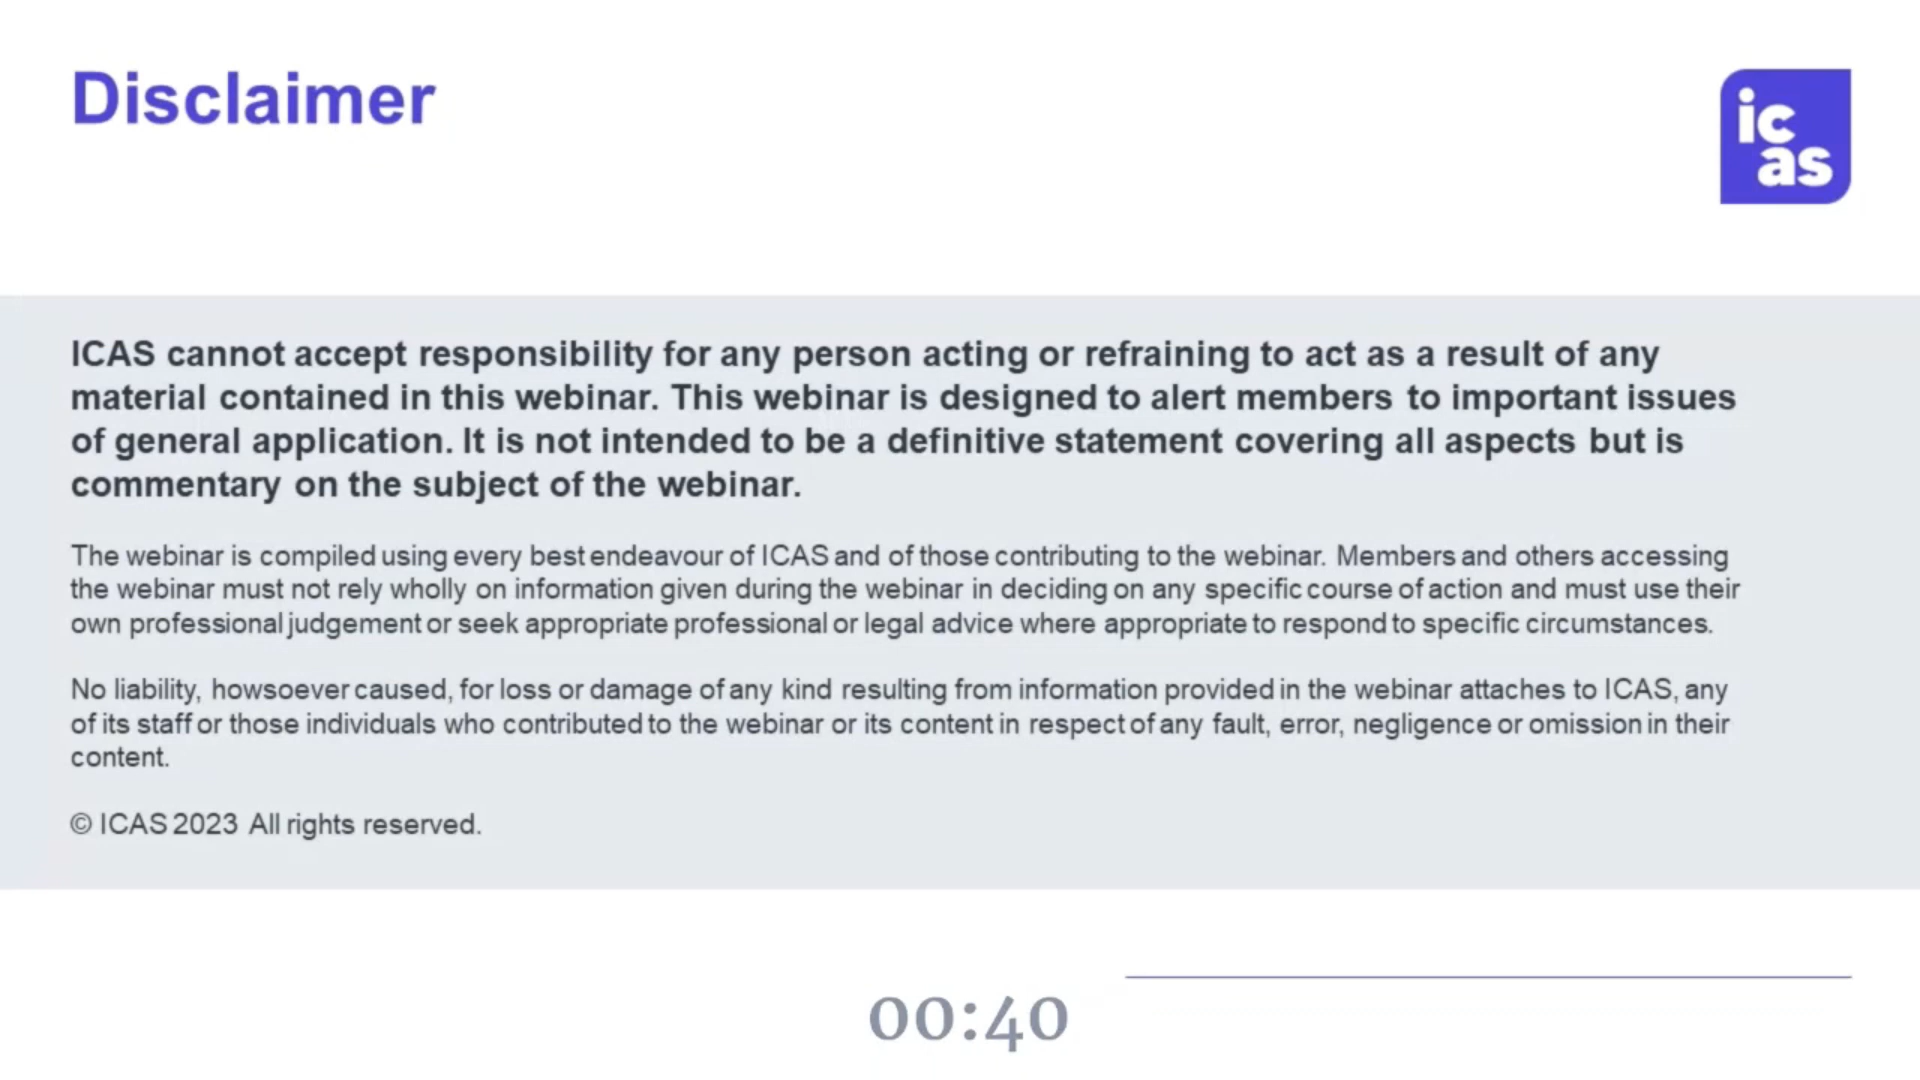 Disclaimer
ic
as
ICAS cannot accept responsibility for any person acting or refraining to act as a result of any
material contained in this webinar. This webinar is designed to alert members to important issues
of general application. It is not intended to be a definitive statement covering all aspects but is
commentary on the subject of the webinar.
The webinar is compiled using every best endeavour of ICAS and of those contributing to the webinar. Members and others accessing
the webinar must not rely wholly on information given during the webinar in deciding on any specific course of action and must use their
own professional judgement or seek appropriate professional or legal advice where appropriate to respond to specific circumstances.
No liability, howsoever caused, for loss or damage of any kind resulting from information provided in the webinar attaches to ICAS, any
of its staff or those individuals who contributed to the webinar or its content in respect of any fault, error, negligence or omission in their
content.
© ICAS 2023 All rights reserved.
00:40